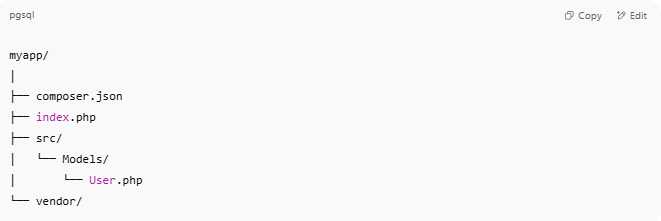 pgsql
Copy
Edit
myapp/
│
├── composer.json
├── index.php
├── src/
│   └── Models/
│       └── User.php
└── vendor/